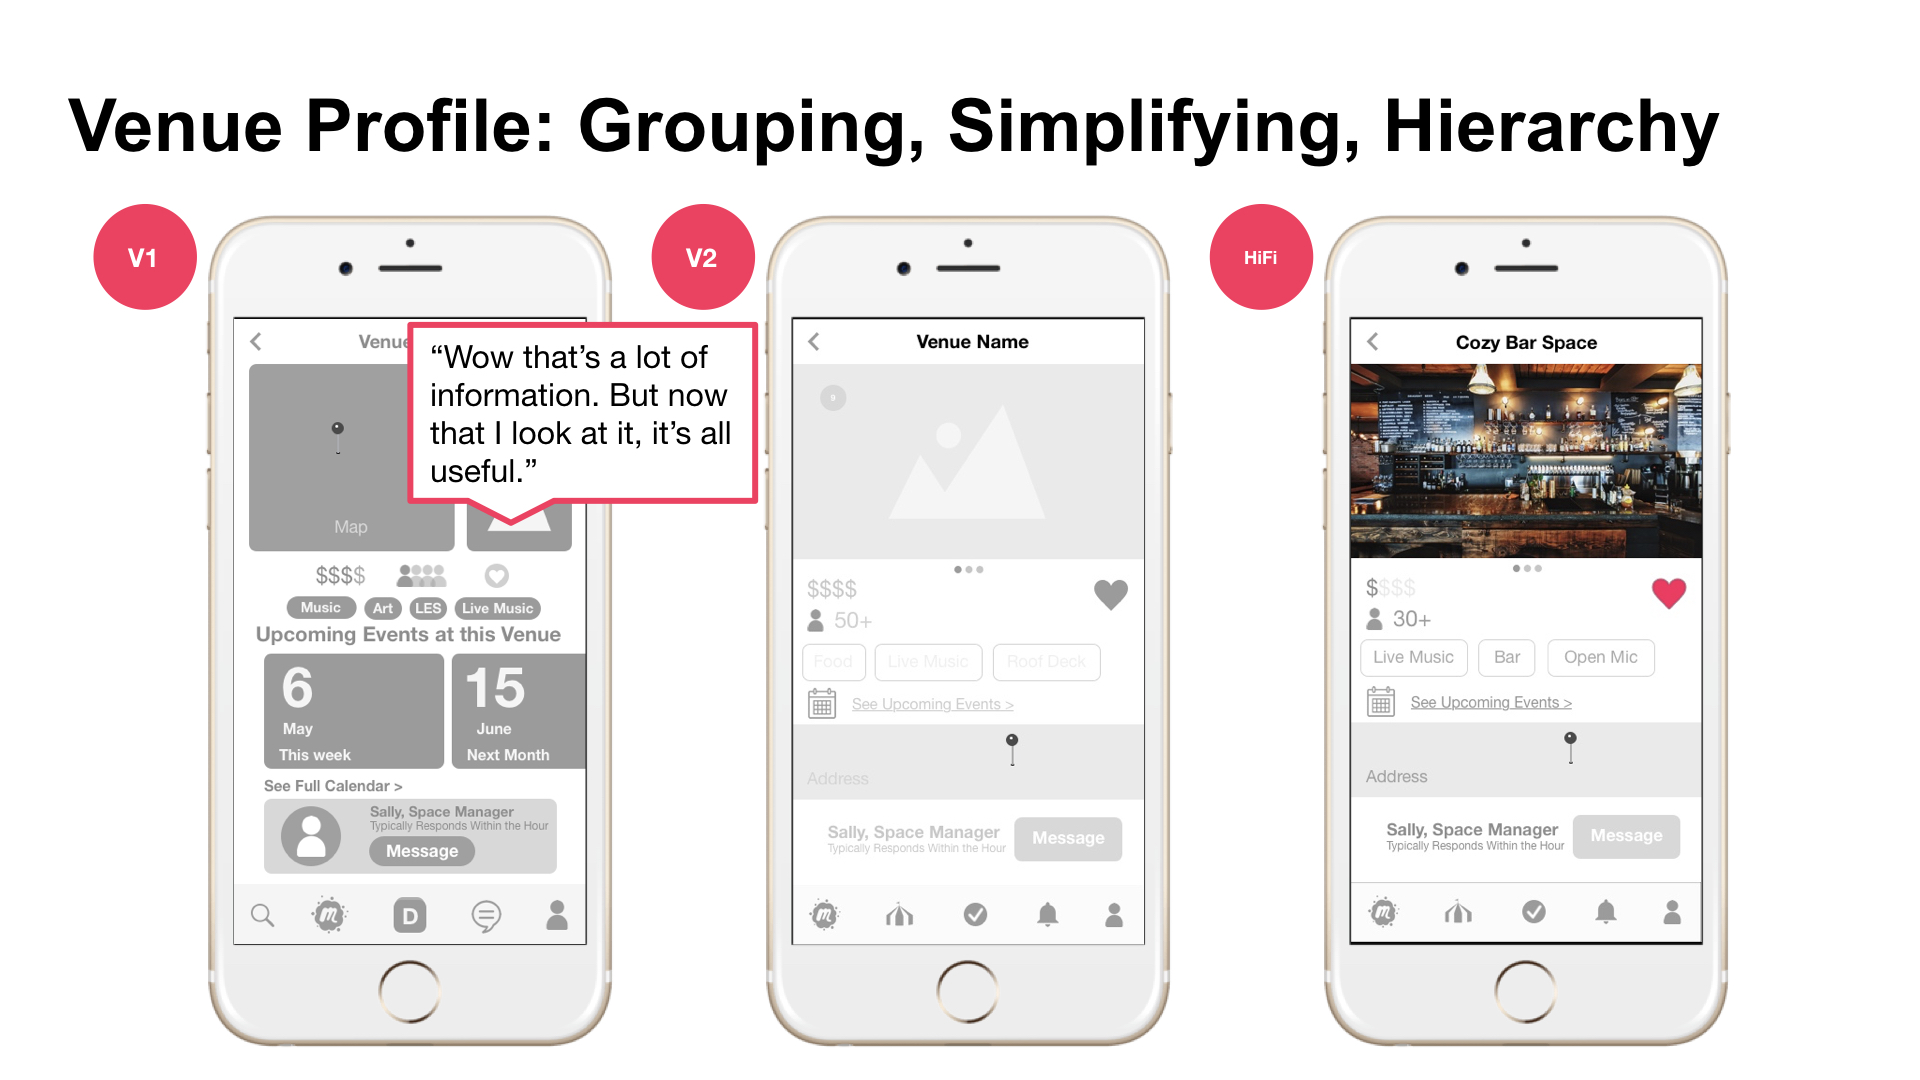 Venue Profile: Grouping, Simplifying, Hierarchy
V1
Venue
“Wow that’s a lot of
information. But now
that I look at it, it’s all
useful.”
Map
$$$$
Music Art LES Live Music
Upcoming Events at this Venue
6
May
This week
15
June
Next Month
See Full Calendar >
Sally, Space Manager
Typically Responds Within the Hour
Message
m
D
V2
Venue Name
9
$$$$
50+
Food Live Music Roof Deck
See Upcoming Events >
Address
Sally, Space Manager
Typically Responds Within the Hour
Message
m
HiFi
Cozy Bar Space
$$$$
30+
Live Music Bar Open Mic
See Upcoming Events >
Address
Sally, Space Manager
Typically Responds Within the Hour
Message
m